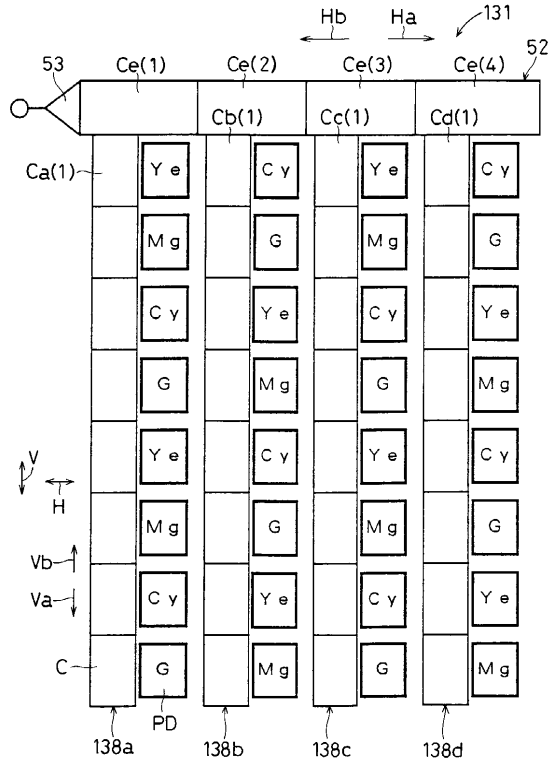 Hb Ha 131
53 Ce(1) Ce(2) Ce(3) Ce(4) 52
Cb(1) Cc(1) Cd(1)
Ca(1) Ye Cy Ye Cy
Mg G Mg G
Cy Ye Cy Ye
G Mg G Mg
V Ye Cy Ye Cy
H
Vb Mg G Mg G
Va Cy Ye Cy Ye
C G Mg G Mg
PD
138a 138b 138c 138d